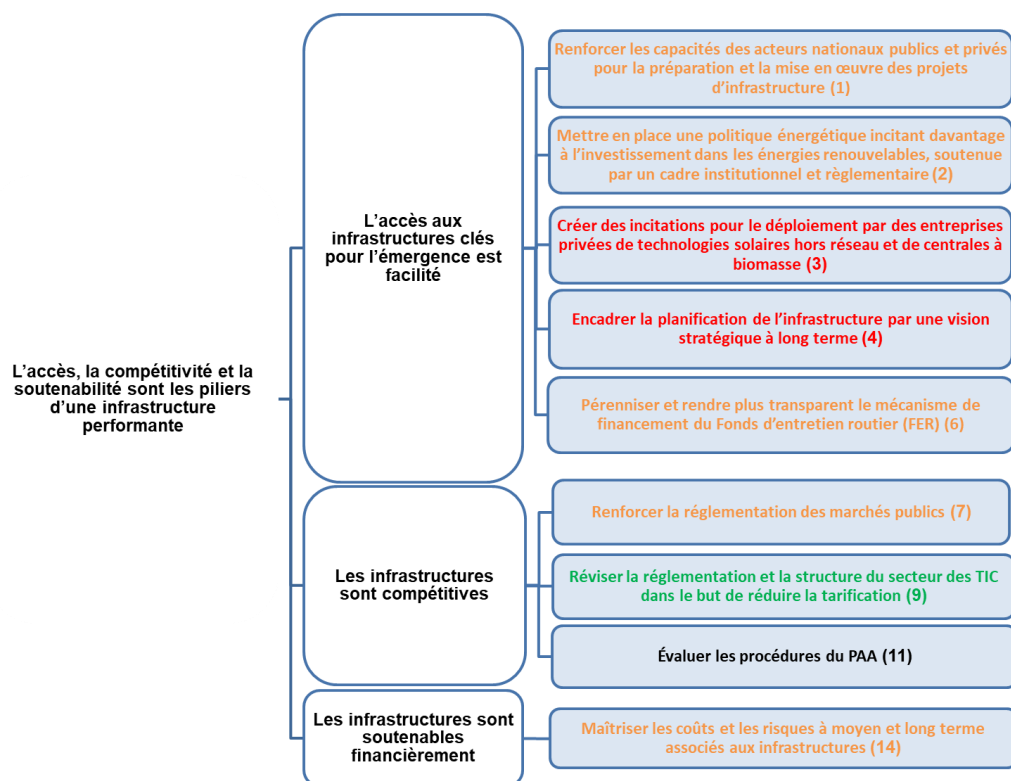 L’accès, la compétitivité et la
soutenabilité sont les piliers
d’une infrastructure
performante
L’accès aux
infrastructures clés
pour l’émergence est
facilité
Renforcer les capacités des acteurs nationaux publics et privés
pour la préparation et la mise en œuvre des projets
d’infrastructure (1)
Mettre en place une politique énergétique incitant davantage
à l’investissement dans les énergies renouvelables, soutenue
par un cadre institutionnel et règlementaire (2)
Créer des incitations pour le déploiement par des entreprises
privées de technologies solaires hors réseau et de centrales à
biomasse (3)
Encadrer la planification de l’infrastructure par une vision
stratégique à long terme (4)
Pérenniser et rendre plus transparent le mécanisme de
financement du Fonds d’entretien routier (FER) (6)
Les infrastructures
sont compétitives
Renforcer la réglementation des marchés publics (7)
Réviser la réglementation et la structure du secteur des TIC
dans le but de réduire la tarification (9)
Évaluer les procédures du PAA (11)
Les infrastructures sont
soutenables
financièrement
Maîtriser les coûts et les risques à moyen et long terme
associés aux infrastructures (14)